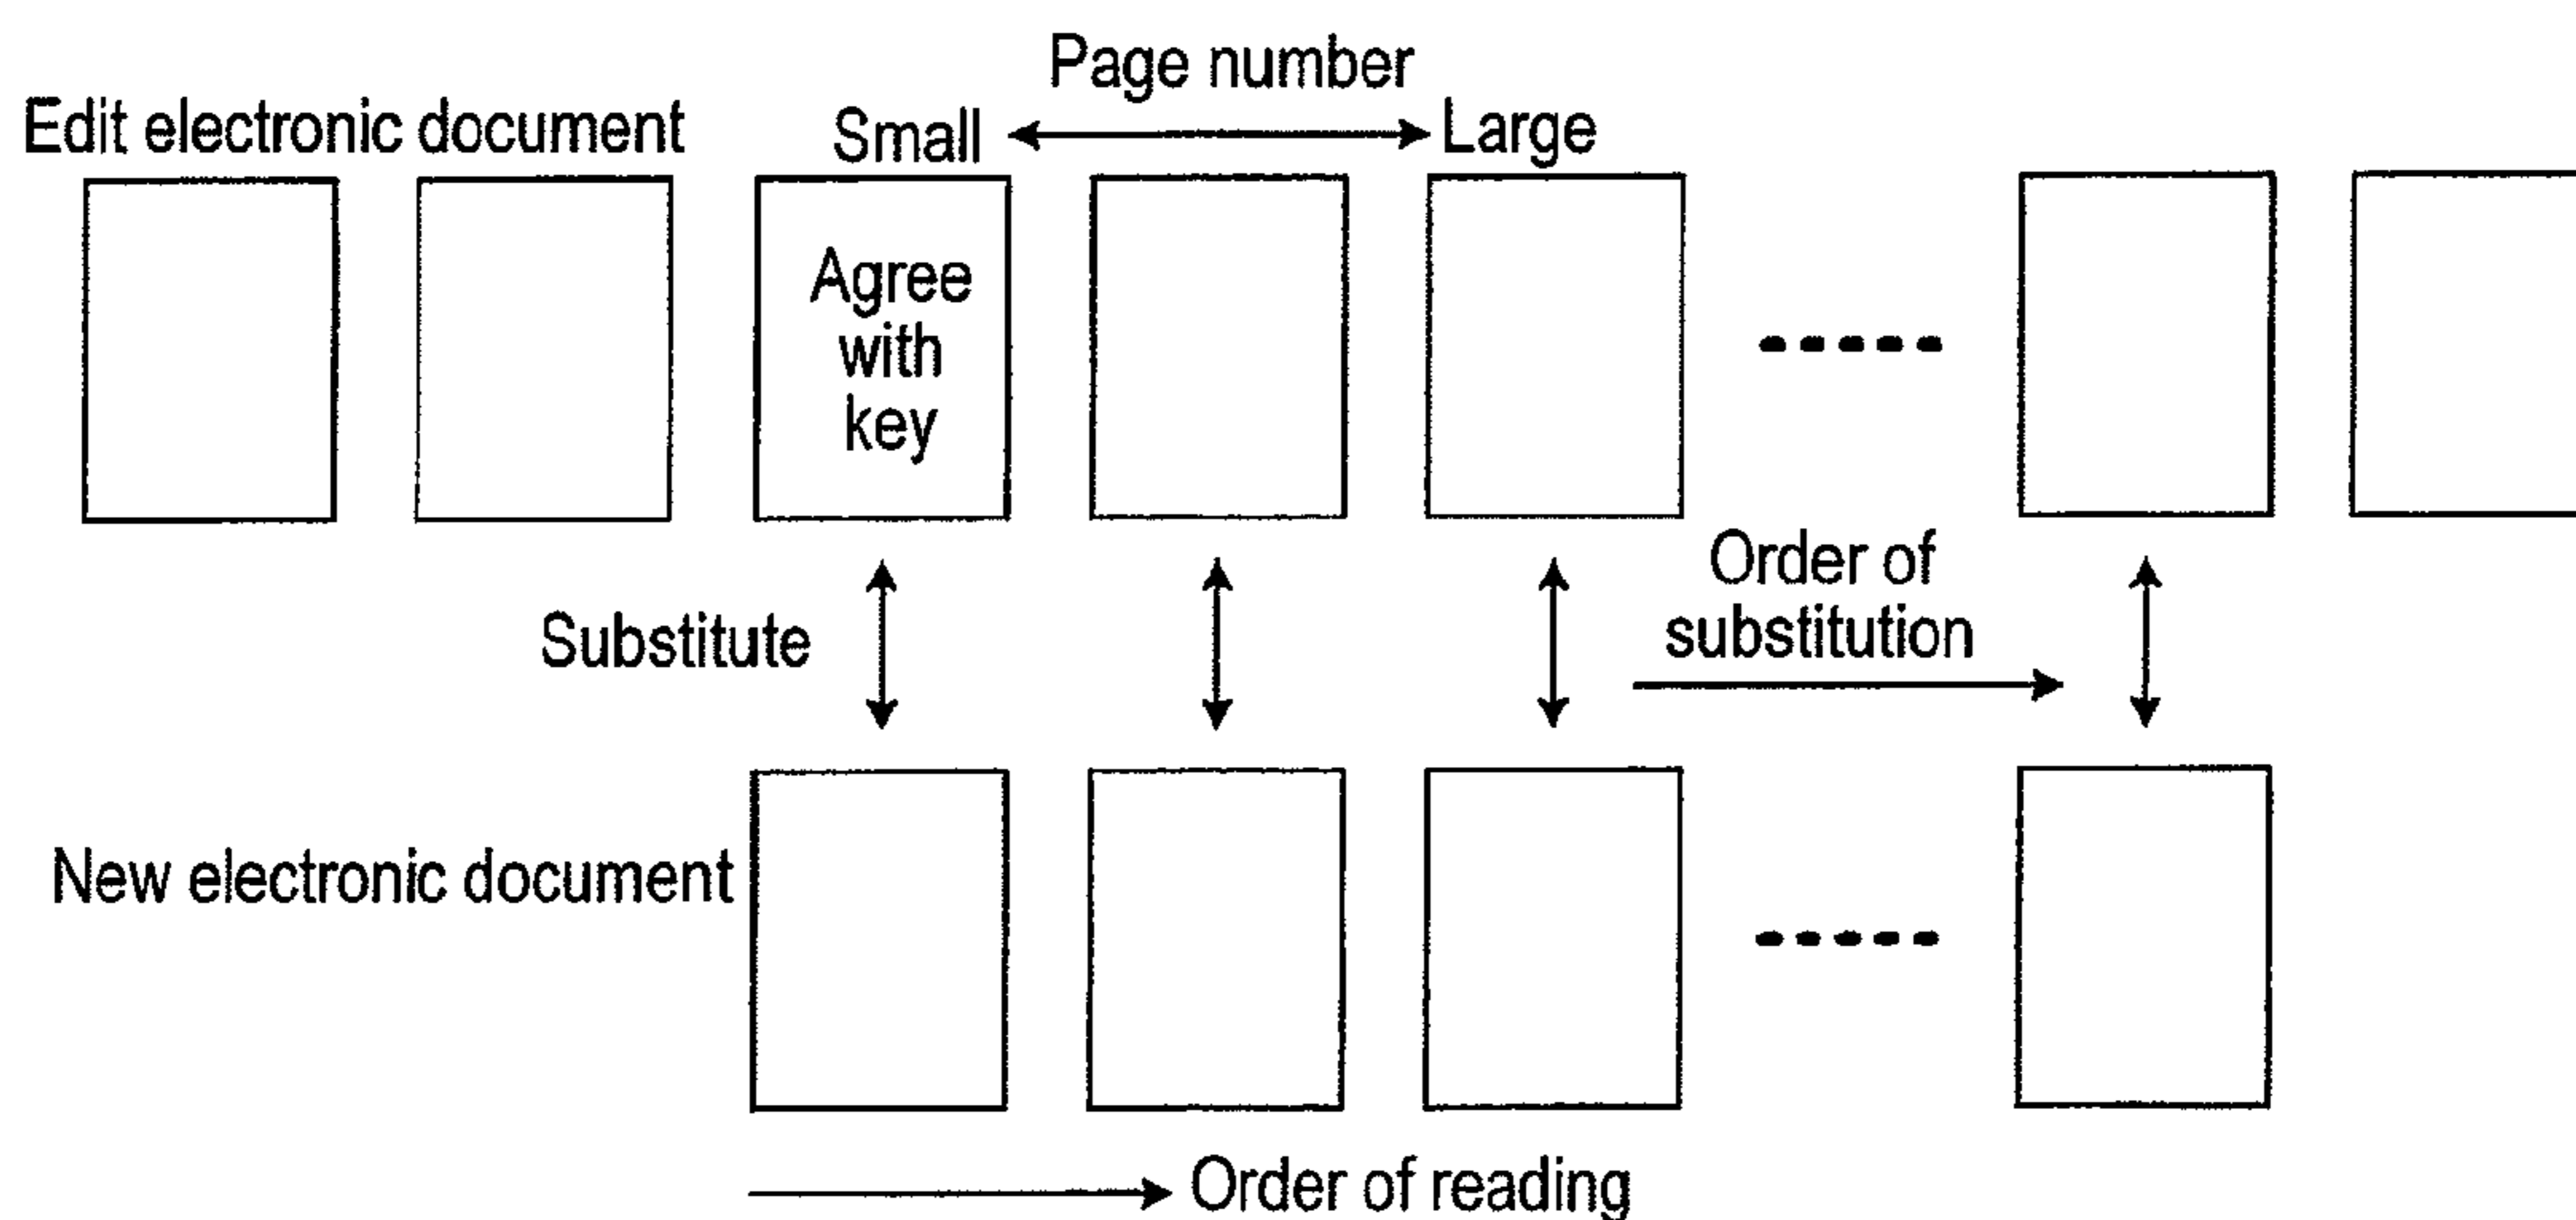 Page number
Edit electronic document
Small
Large
Agree
with
key
Order of
substitution
Substitute
New electronic document
Order of reading